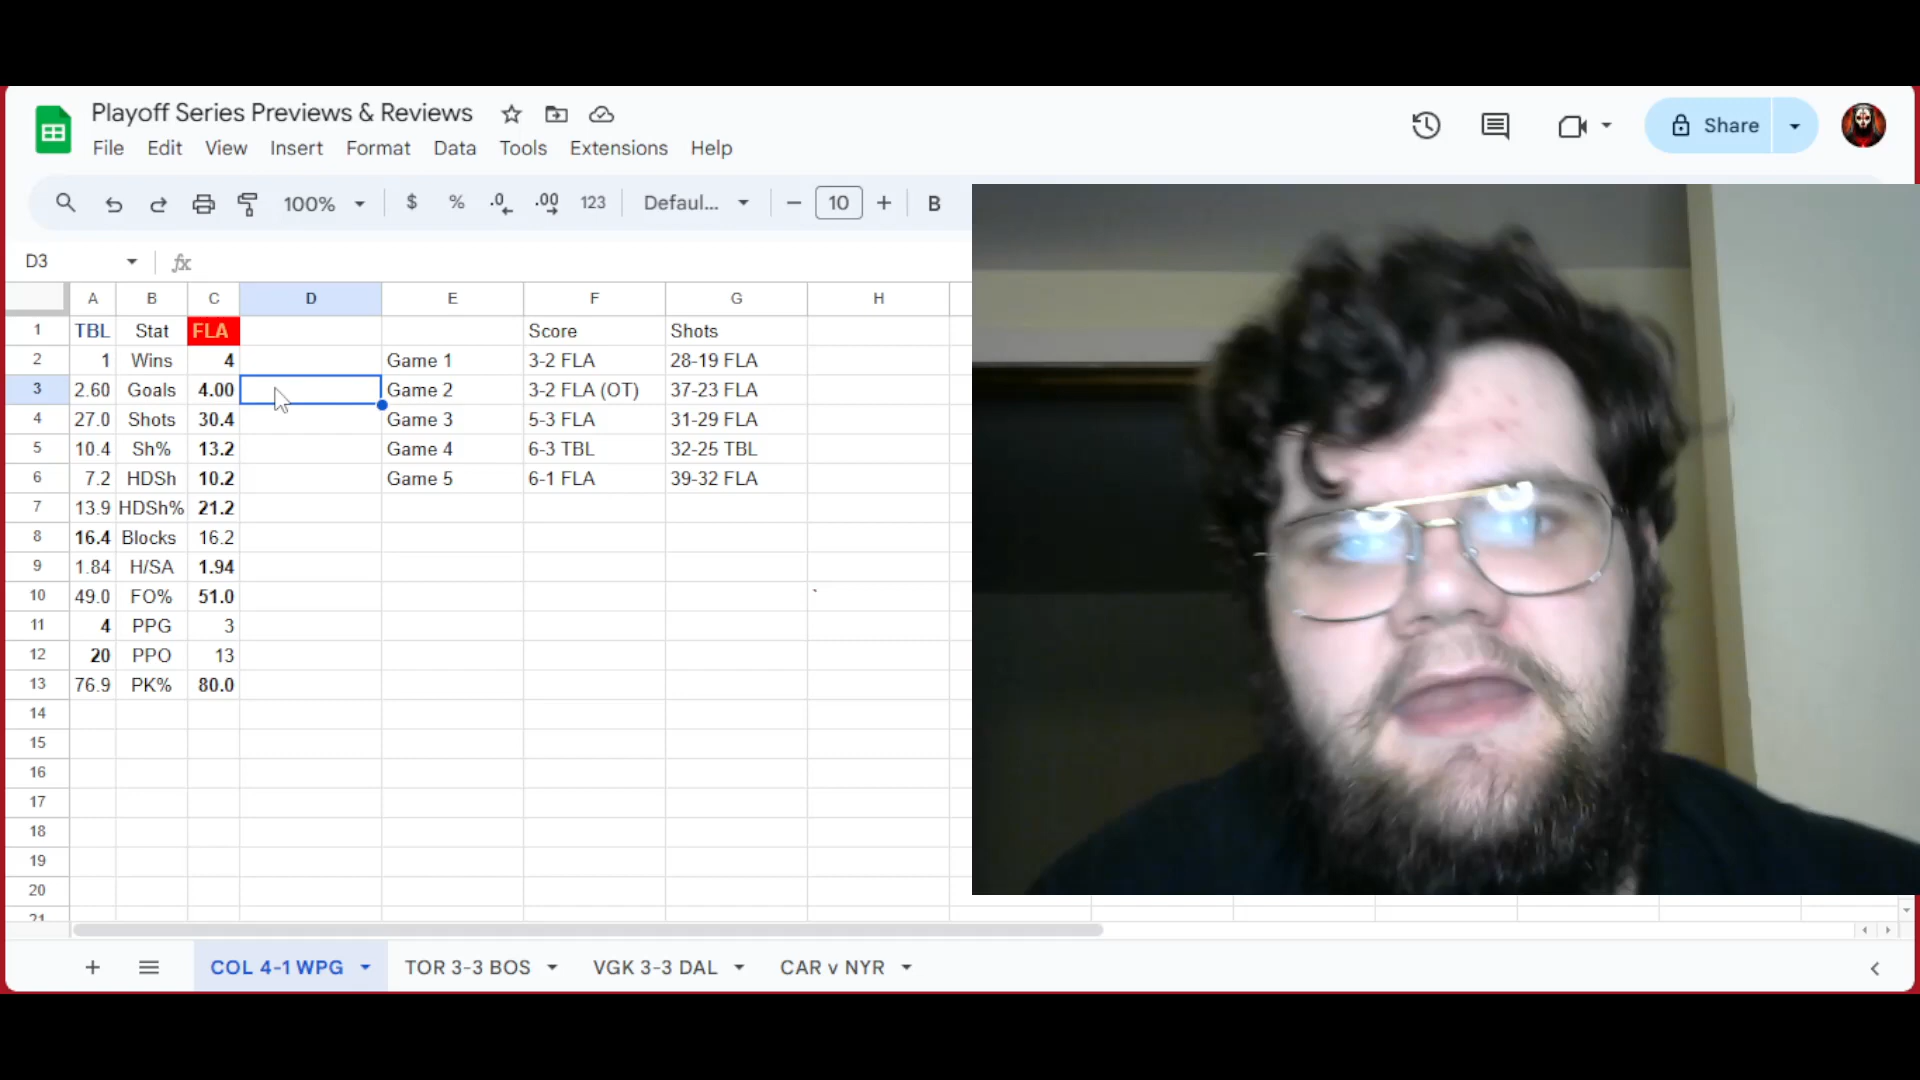 Playoff Series Previews & Reviews
File Edit View Insert Format Data Tools Extensions Help
Share
100% $ % .0 .00 123 Defaul... 10 B
D3 fx
A B C D E F G H
1 TBL Stat FLA Score Shots
2 1 Wins 4 Game 1 3-2 FLA 28-19 FLA
3 2.60 Goals 4.00 Game 2 3-2 FLA (OT) 37-23 FLA
4 27.0 Shots 30.4 Game 3 5-3 FLA 31-29 FLA
5 10.4 Sh% 13.2 Game 4 6-3 TBL 32-25 TBL
6 7.2 HDSh 10.2 Game 5 6-1 FLA 39-32 FLA
7 13.9 HDSh% 21.2
8 16.4 Blocks 16.2
9 1.84 H/SA 1.94
10 49.0 FO% 51.0 `
11 4 PPG 3
12 20 PPO 13
13 76.9 PK% 80.0
14
15
16
17
18
19
20
21
COL 4-1 WPG TOR 3-3 BOS VGK 3-3 DAL CAR v NYR